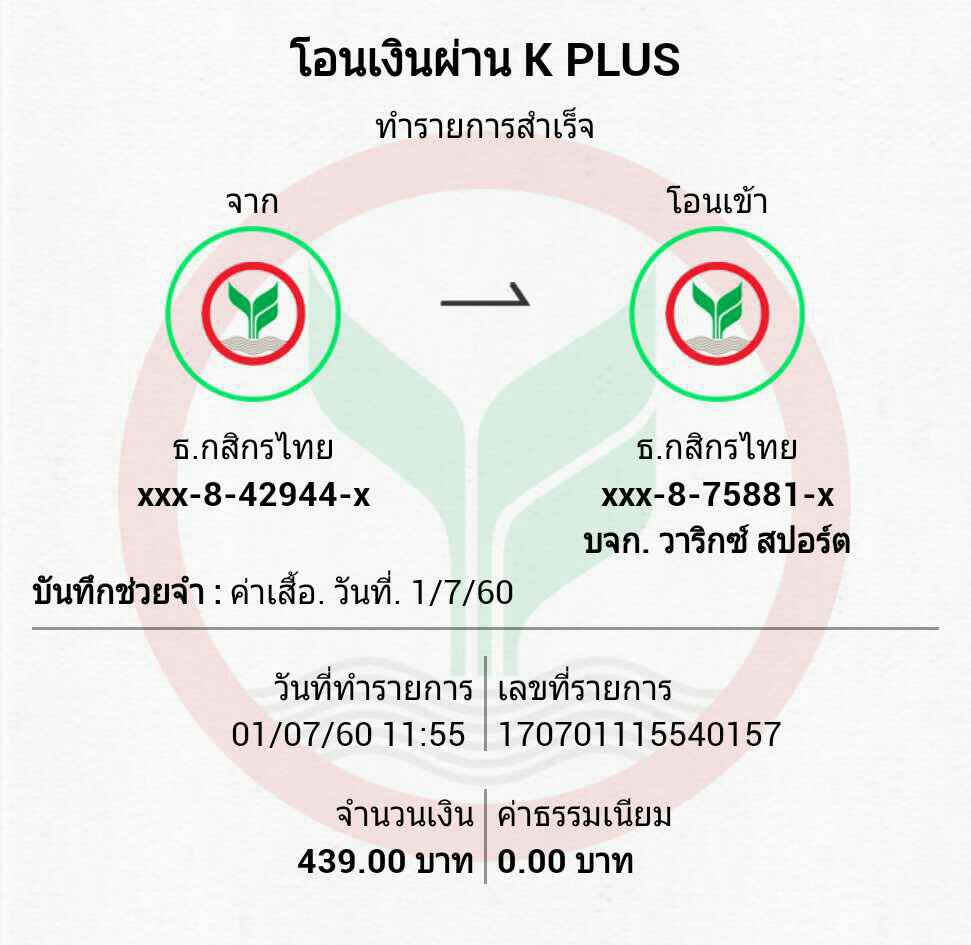 โอนเงินผ่าน K PLUS
ทำรายการสำเร็จ
จาก
โอนเข้า
ธ.กสิกรไทย
xxx-8-42944-x
ธ.กสิกรไทย
xxx-8-75881-x
บจก. วาริกซ์ สปอร์ต
บันทึกช่วยจำ : ค่าเสื้อ. วันที่. 1/7/60
วันที่ทำรายการ
01/07/60 11:55
เลขที่รายการ
170701115540157
จำนวนเงิน
439.00 บาท
ค่าธรรมเนียม
0.00 บาท